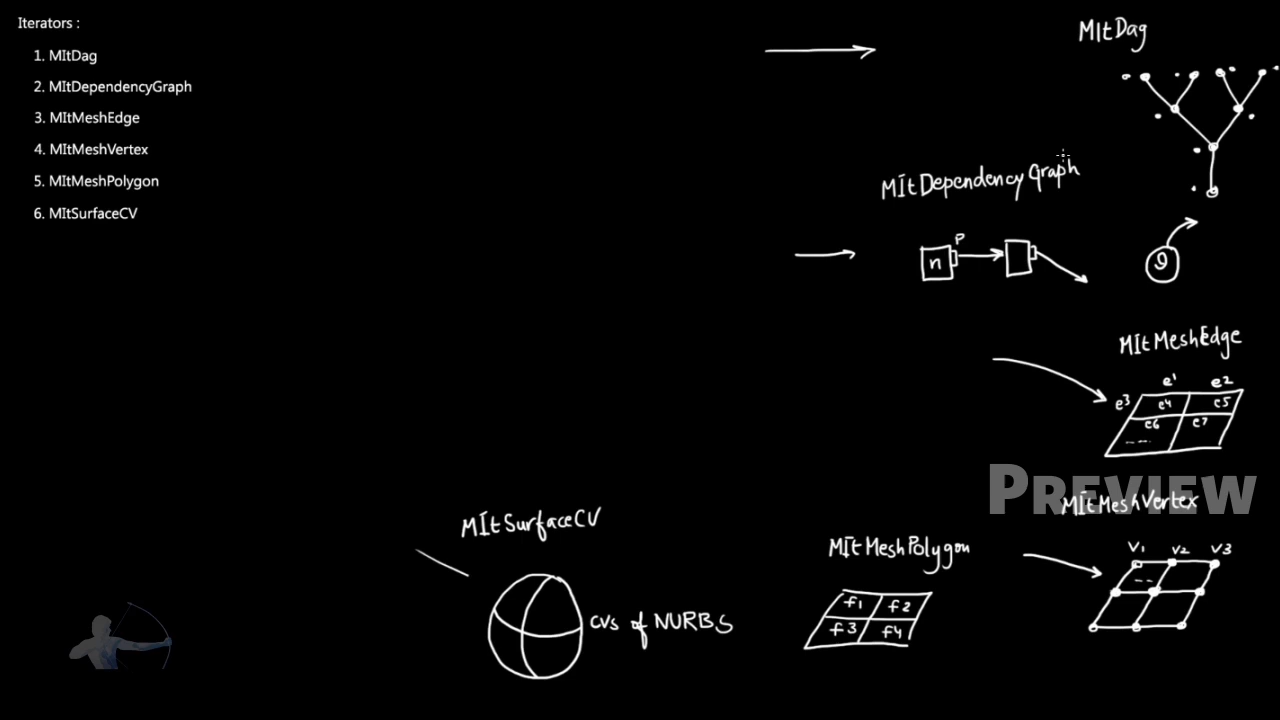 Iterators :
1. MItDag
2. MItDependencyGraph
3. MItMeshEdge
4. MItMeshVertex
5. MItMeshPolygon
6. MItSurfaceCV
MItDag
MItDependencyGraph
P
n
9
MItMeshEdge
e1 e2
e3 e4 e5
e6 e7
PREVIEW
MItMeshVertex
MItSurfaceCV
MItMeshPolygon
V1 V2 V3
f1 f2
CVs of NURBS
f3 f4